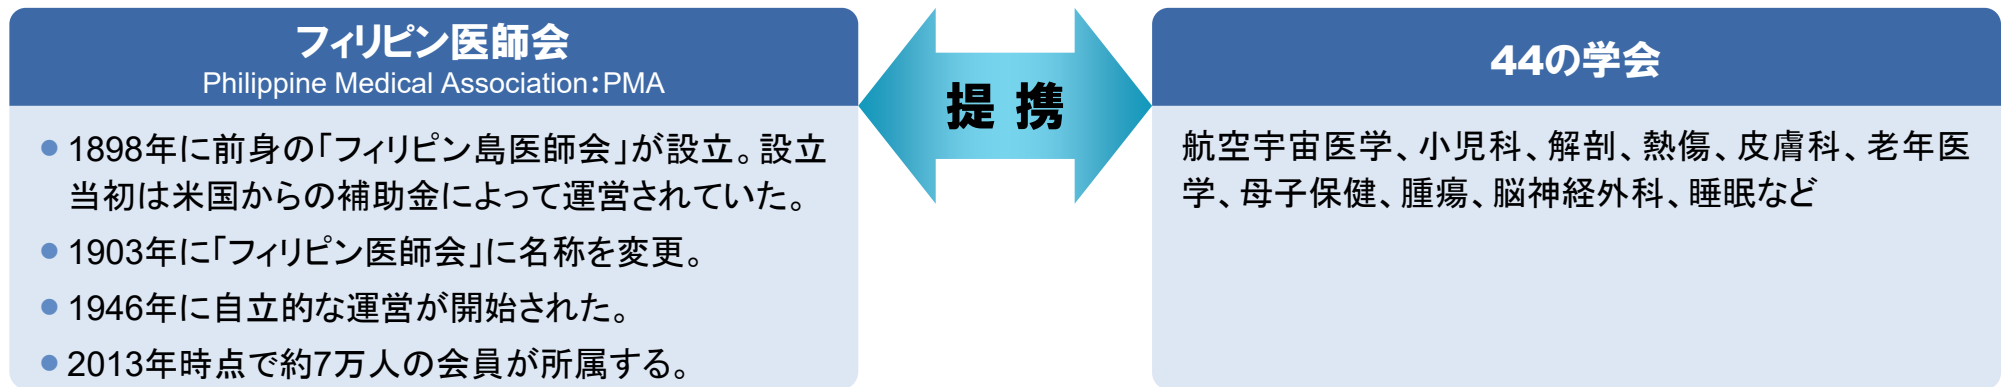 フィリピン医師会
Philippine Medical Association:PMA
● 1898年に前身の「フィリピン島医師会」が設立。設立
当初は米国からの補助金によって運営されていた。
● 1903年に「フィリピン医師会」に名称を変更。
● 1946年に自立的な運営が開始された。
● 2013年時点で約7万人の会員が所属する。
提 携
44の学会
航空宇宙医学、小児科、解剖、熱傷、皮膚科、老年医
学、母子保健、腫瘍、脳神経外科、睡眠など